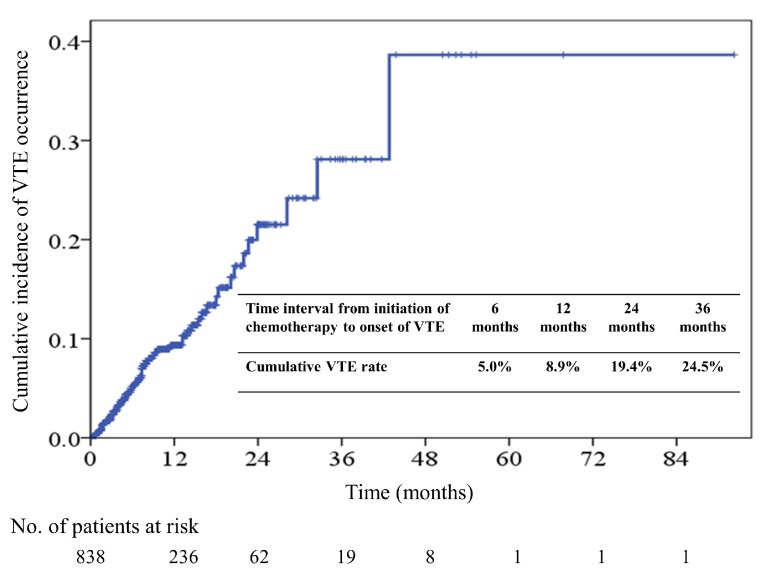 Cumulative incidence of VTE occurrence
0.4
0.3
0.2
0.1
0.0
Time interval from initiation of chemotherapy to onset of VTE 6 months 12 months 24 months 36 months
Cumulative VTE rate 5.0% 8.9% 19.4% 24.5%
0 12 24 36 48 60 72 84
Time (months)
No. of patients at risk
838 236 62 19 8 1 1 1